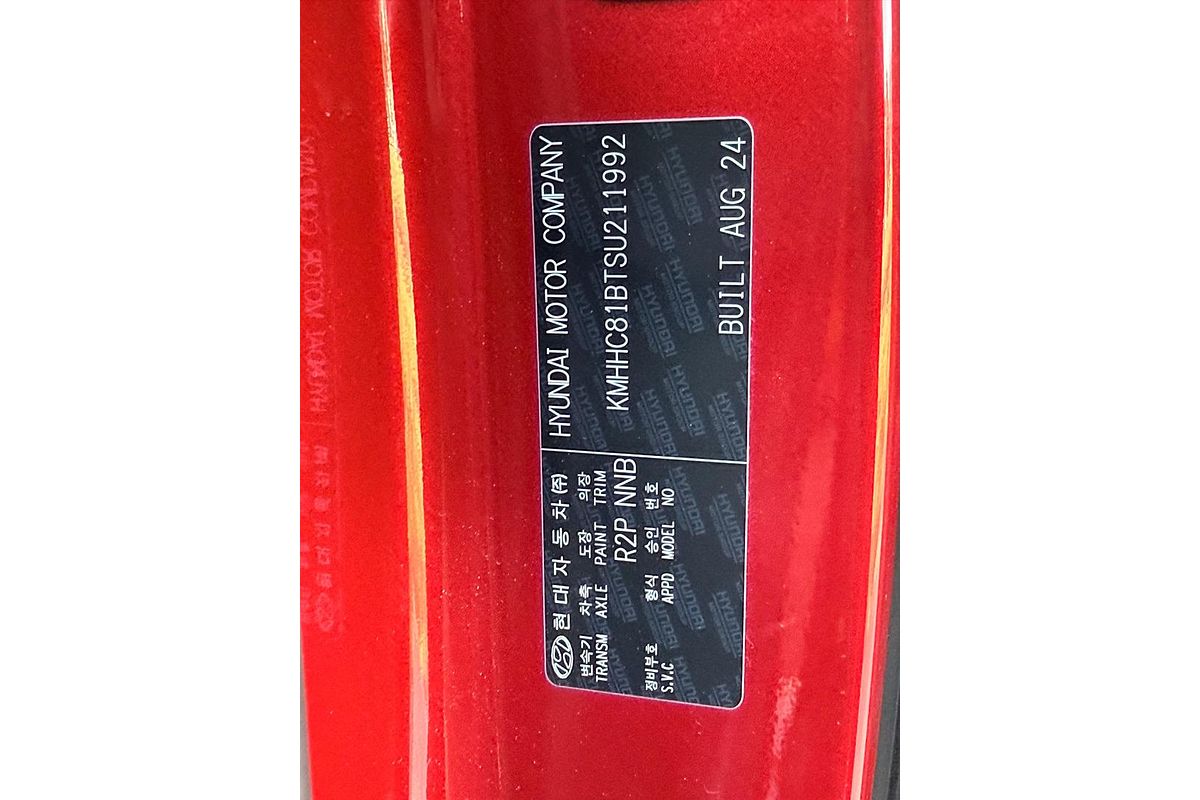 현대자동차(주)
HYUNDAI MOTOR COMPANY
변속기 차축 도장 의장
TRANSM AXLE PAINT TRIM
R2P NNB
KMHHC81BTSU211992
정비부호 형식 승인 번호
S.V.C APPD MODEL NO
BUILT AUG 24